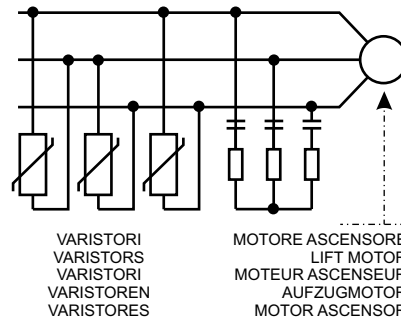 VARISTORI
VARISTORS
VARISTORI
VARISTOREN
VARISTORES
MOTORE ASCENSORE
LIFT MOTOR
MOTEUR ASCENSEUR
AUFZUGMOTOR
MOTOR ASCENSOR